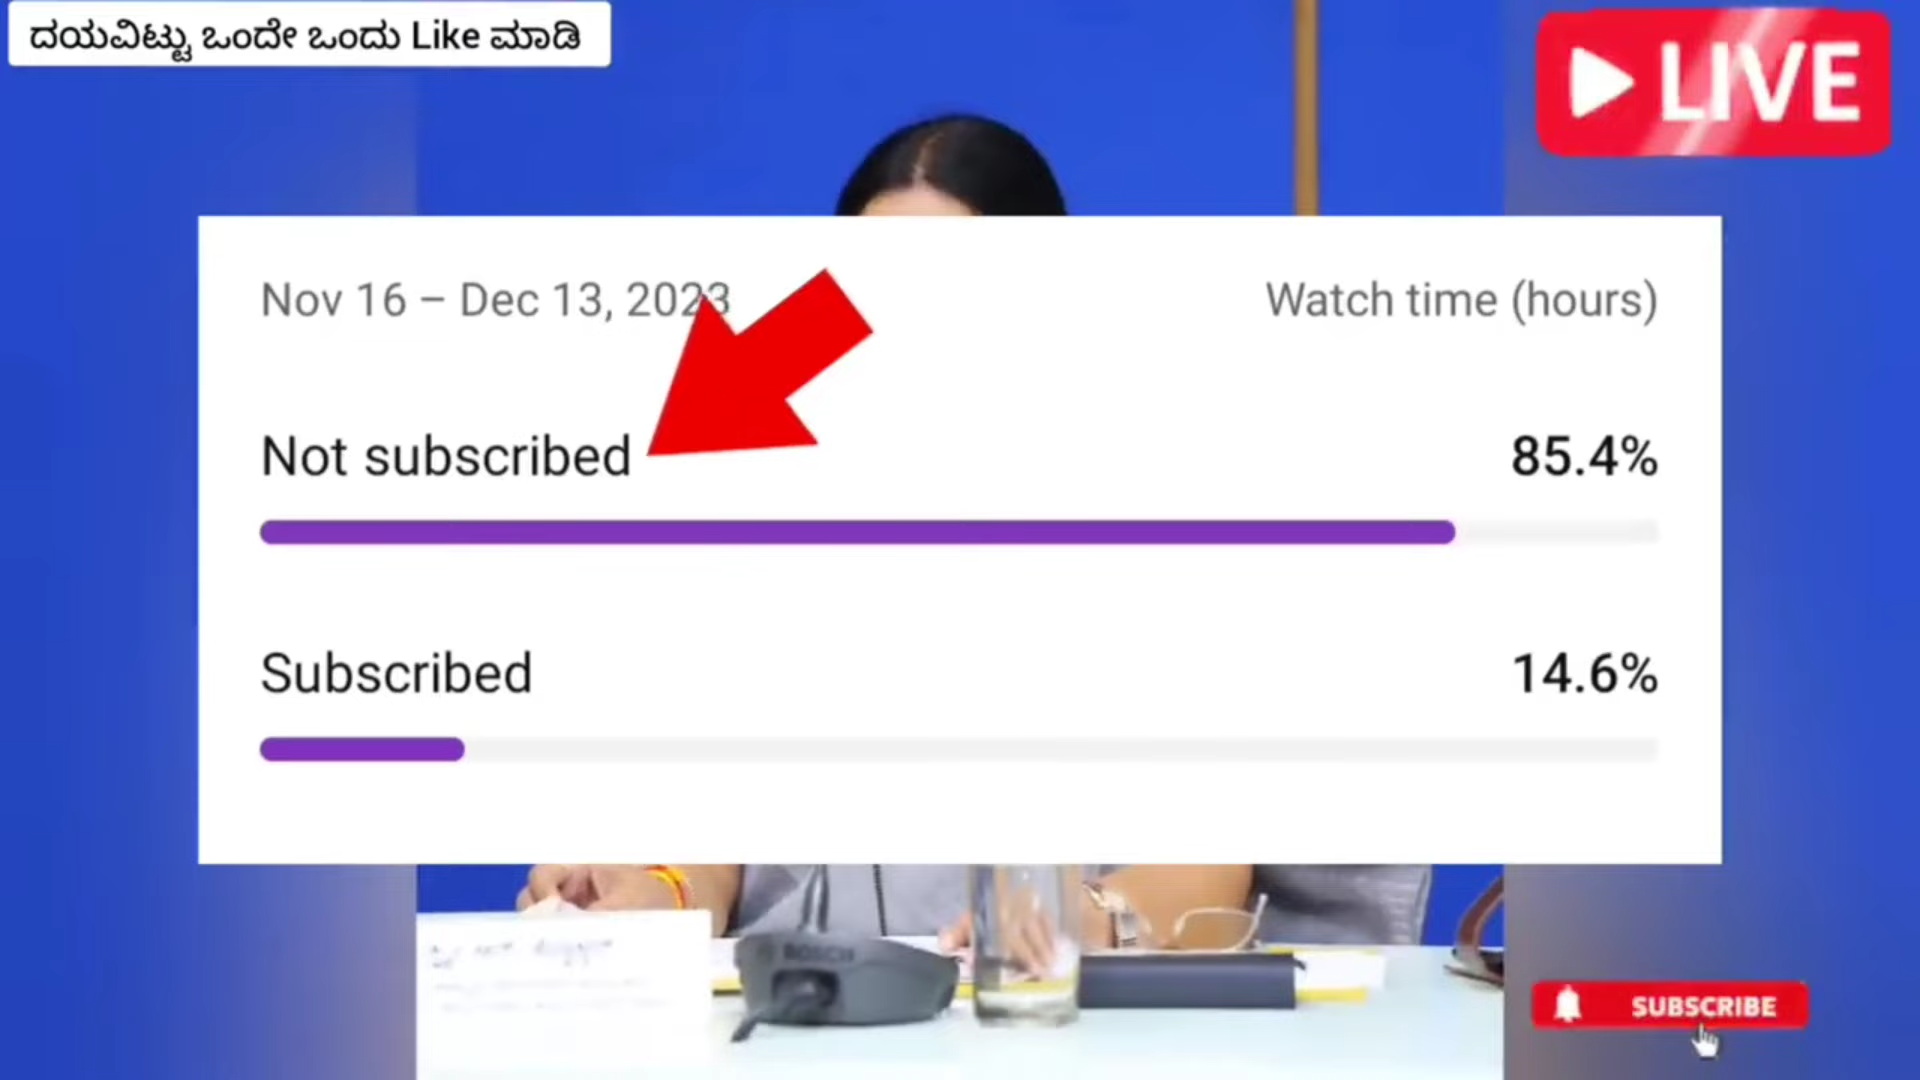 ದಯವಿಟ್ಟು ಒಂದೇ ಒಂದು Like ಮಾಡಿ
LIVE
Nov 16 – Dec 13, 2023
Watch time (hours)
Not subscribed
85.4%
Subscribed
14.6%
BOSCH
SUBSCRIBE